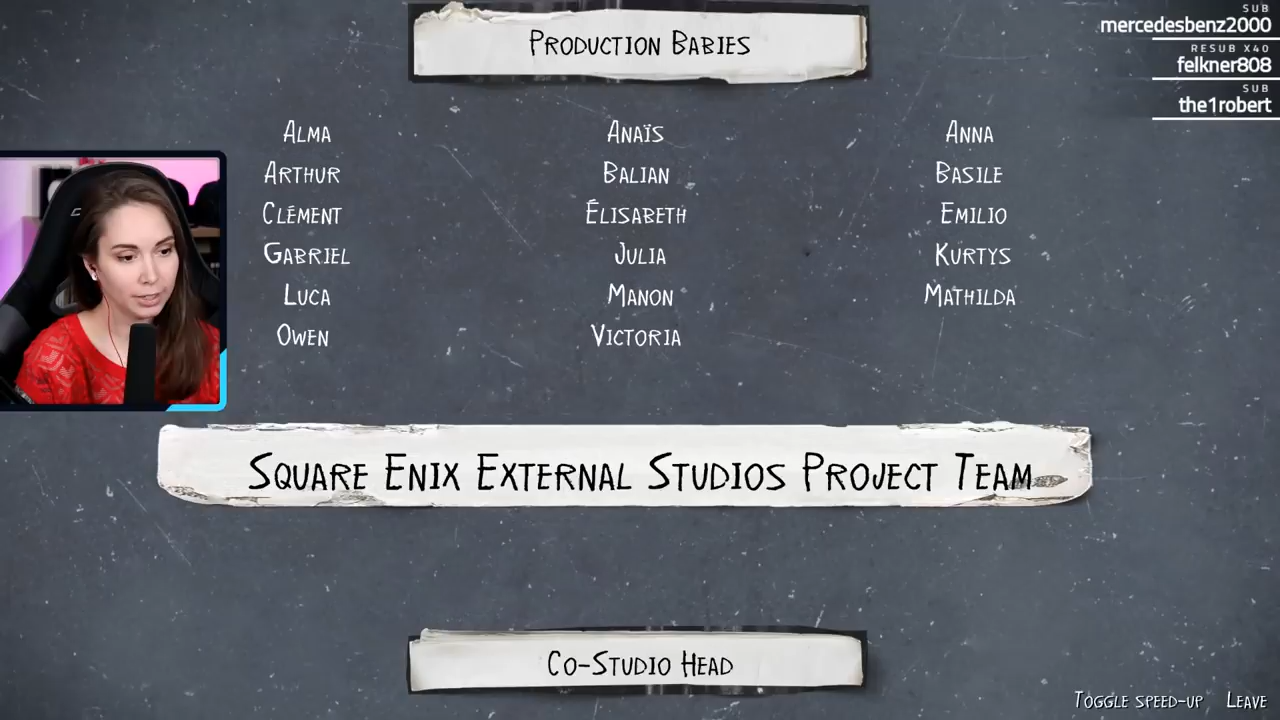 Production Babies
SUB
mercedesbenz2000
RESUB X40
felkner808
SUB
the1robert
Alma Anaïs Anna
Arthur Balian Basile
Clément Élisabeth Emilio
Gabriel Julia Kurtys
Luca Manon Mathilda
Owen Victoria
Square Enix External Studios Project Team
Co-Studio Head
Toggle speed-up Leave